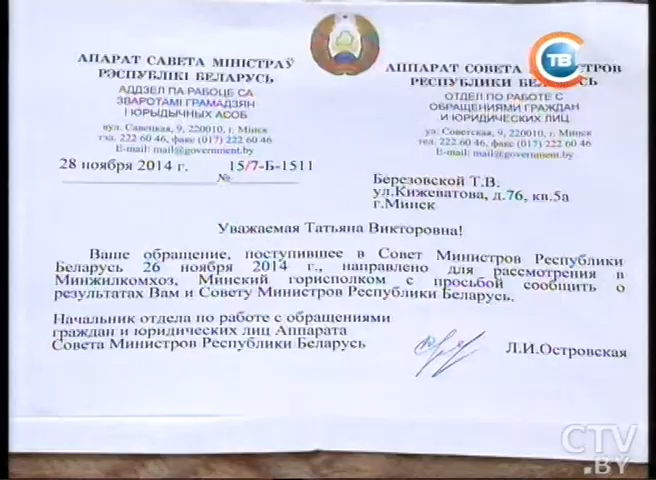 АПАРАТ САВЕТА МІНІСТРАЎ
РЭСПУБЛІКІ БЕЛАРУСЬ
АДДЗЕЛ ПА РАБОЦЕ СА
ЗВАРОТАМІ ГРАМАДЗЯН
І ЮРЫДЫЧНЫХ АСОБ
вул. Савецкая, 9, 220010, г. Мінск
тэл. 222 60 46, факс (017) 222 60 46
E-mail: mail@government.by
АППАРАТ СОВЕТА
РЕСПУБЛИКИ БЕЛАРУСЬ
ОТДЕЛ ПО РАБОТЕ С
ОБРАЩЕНИЯМИ ГРАЖДАН
И ЮРИДИЧЕСКИХ ЛИЦ
ул. Советская, 9, 220010, г. Минск
тел. 222 60 46, факс (017) 222 60 46
E-mail: mail@government.by
СТВ
28 ноября 2014 г. № 15/7-Б-1511
Березовской Т.В.
ул.Кижеватова, д.76, кв.5а
г.Минск
Уважаемая Татьяна Викторовна!
Ваше обращение, поступившее в Совет Министров Республики
Беларусь 26 ноября 2014 г., направлено для рассмотрения в
Минжилкомхоз, Минский горисполком с просьбой сообщить о
результатах Вам и Совету Министров Республики Беларусь.
Начальник отдела по работе с обращениями
граждан и юридических лиц Аппарата
Совета Министров Республики Беларусь
Л.И.Островская
CTV
.BY